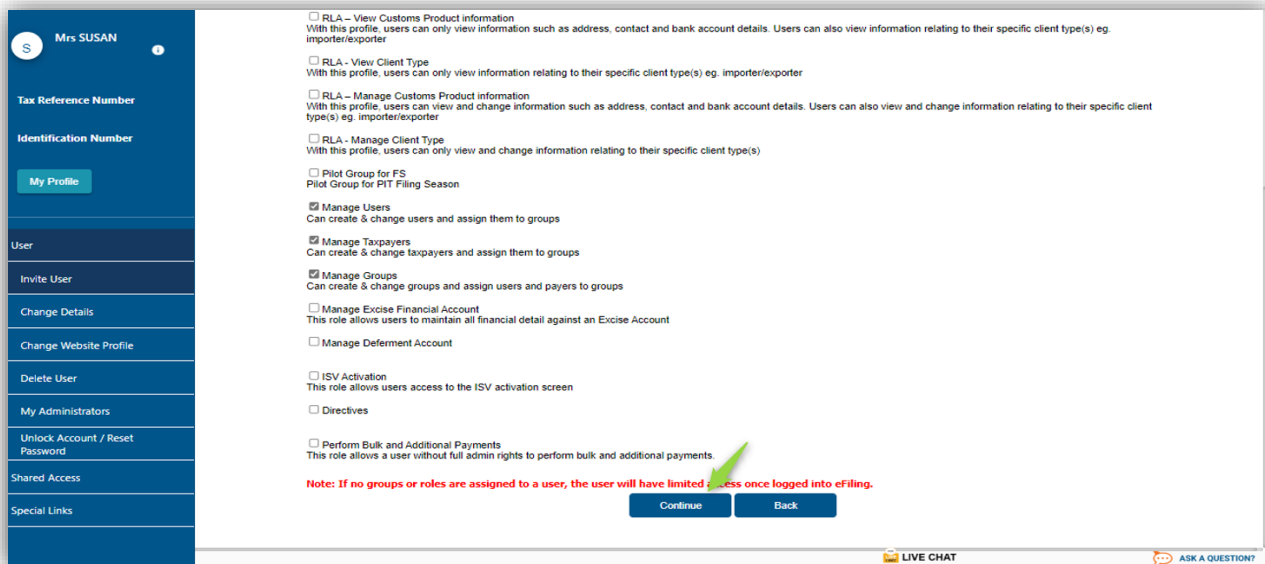 S
Mrs SUSAN
Tax Reference Number
Identification Number
My Profile
User
Invite User
Change Details
Change Website Profile
Delete User
My Administrators
Unlock Account / Reset
Password
Shared Access
Special Links
RLA – View Customs Product information
With this profile, users can only view information such as address, contact and bank account details. Users can also view information relating to their specific client type(s) eg.
importer/exporter
RLA - View Client Type
With this profile, users can only view information relating to their specific client type(s) eg. importer/exporter
RLA – Manage Customs Product information
With this profile, users can view and change information such as address, contact and bank account details. Users can also view and change information relating to their specific client
type(s) eg. importer/exporter
RLA - Manage Client Type
With this profile, users can only view and change information relating to their specific client type(s)
Pilot Group for FS
Pilot Group for PIT Filing Season
Manage Users
Can create & change users and assign them to groups
Manage Taxpayers
Can create & change taxpayers and assign them to groups
Manage Groups
Can create & change groups and assign users and payers to groups
Manage Excise Financial Account
This role allows users to maintain all financial detail against an Excise Account
Manage Deferment Account
ISV Activation
This role allows users access to the ISV activation screen
Directives
Perform Bulk and Additional Payments
This role allows a user without full admin rights to perform bulk and additional payments.
Note: If no groups or roles are assigned to a user, the user will have limited access once logged into eFiling.
Continue
Back
LIVE CHAT
ASK A QUESTION?